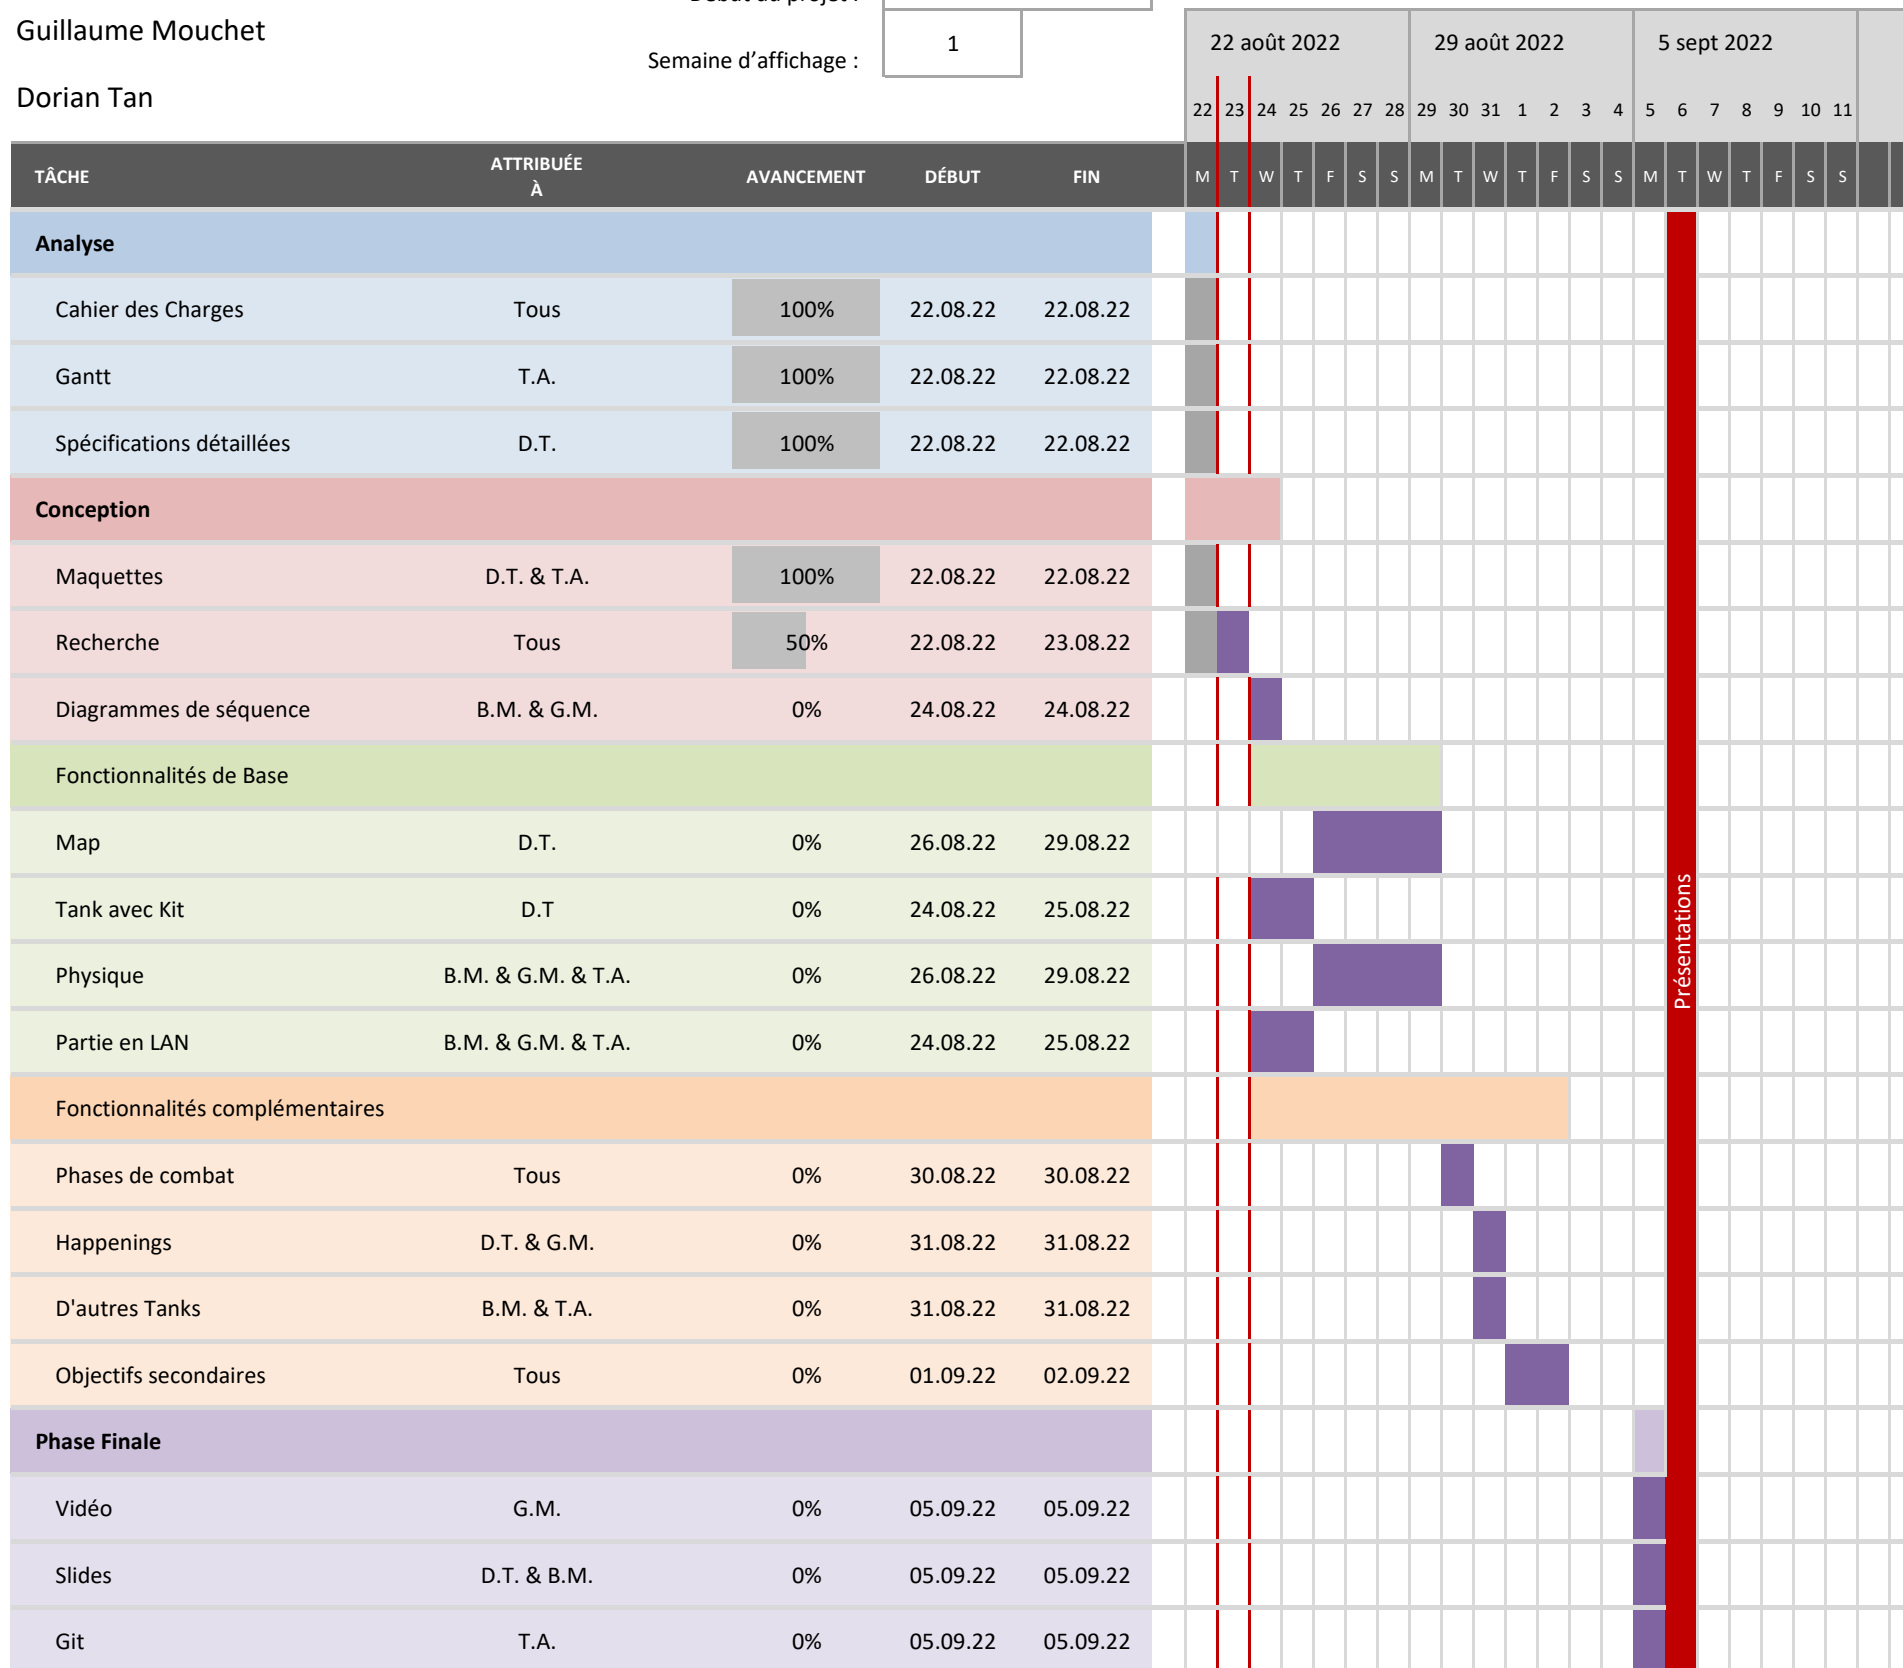 Début du projet :
Guillaume Mouchet
Semaine d'affichage :
1
22 août 2022
29 août 2022
5 sept 2022
Dorian Tan
22 23 24 25 26 27 28 29 30 31 1 2 3 4 5 6 7 8 9 10 11
TÂCHE
ATTRIBUÉE
À
AVANCEMENT
DÉBUT
FIN
M T W T F S S M T W T F S S M T W T F S S
Analyse
Cahier des Charges Tous 100% 22.08.22 22.08.22
Gantt T.A. 100% 22.08.22 22.08.22
Spécifications détaillées D.T. 100% 22.08.22 22.08.22
Conception
Maquettes D.T. & T.A. 100% 22.08.22 22.08.22
Recherche Tous 50% 22.08.22 23.08.22
Diagrammes de séquence B.M. & G.M. 0% 24.08.22 24.08.22
Fonctionnalités de Base
Map D.T. 0% 26.08.22 29.08.22
Tank avec Kit D.T 0% 24.08.22 25.08.22
Physique B.M. & G.M. & T.A. 0% 26.08.22 29.08.22
Partie en LAN B.M. & G.M. & T.A. 0% 24.08.22 25.08.22
Fonctionnalités complémentaires
Phases de combat Tous 0% 30.08.22 30.08.22
Happenings D.T. & G.M. 0% 31.08.22 31.08.22
D'autres Tanks B.M. & T.A. 0% 31.08.22 31.08.22
Objectifs secondaires Tous 0% 01.09.22 02.09.22
Phase Finale
Vidéo G.M. 0% 05.09.22 05.09.22
Slides D.T. & B.M. 0% 05.09.22 05.09.22
Git T.A. 0% 05.09.22 05.09.22
Présentations